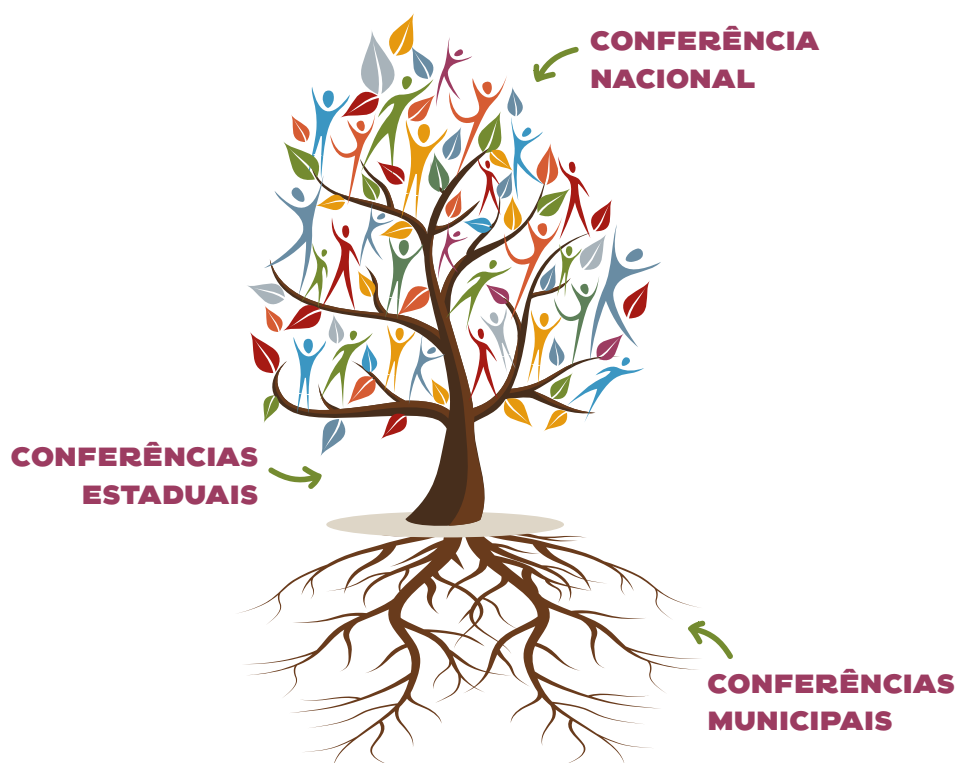 CONFERÊNCIA
NACIONAL
CONFERÊNCIAS
ESTADUAIS
CONFERÊNCIAS
MUNICIPAIS